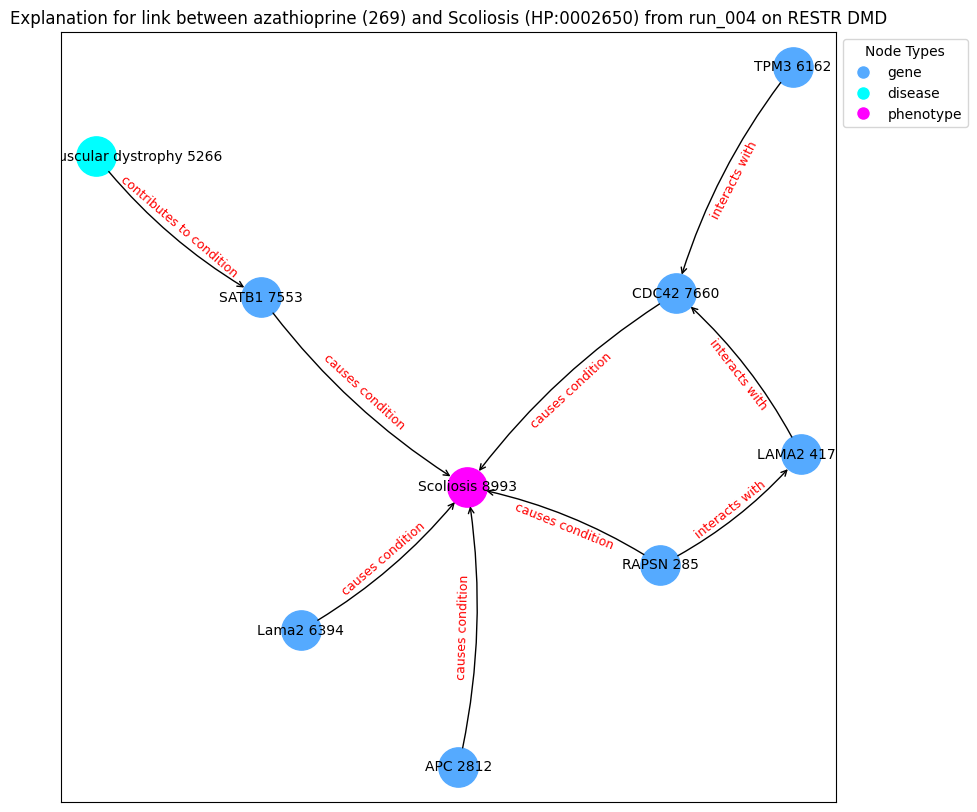 Explanation for link between azathioprine (269) and Scoliosis (HP:0002650) from run_004 on RESTR DMD
Node Types
gene
disease
phenotype
TPM3 6162
dystrophy 5266
interacts with
contributes to condition
SATB1 7553
CDC42 7660
causes condition
causes condition
interacts with
LAMA2 417
Scoliosis 8993
interacts with
causes condition
RAPSN 285
causes condition
Lama2 6394
causes condition
APC 2812